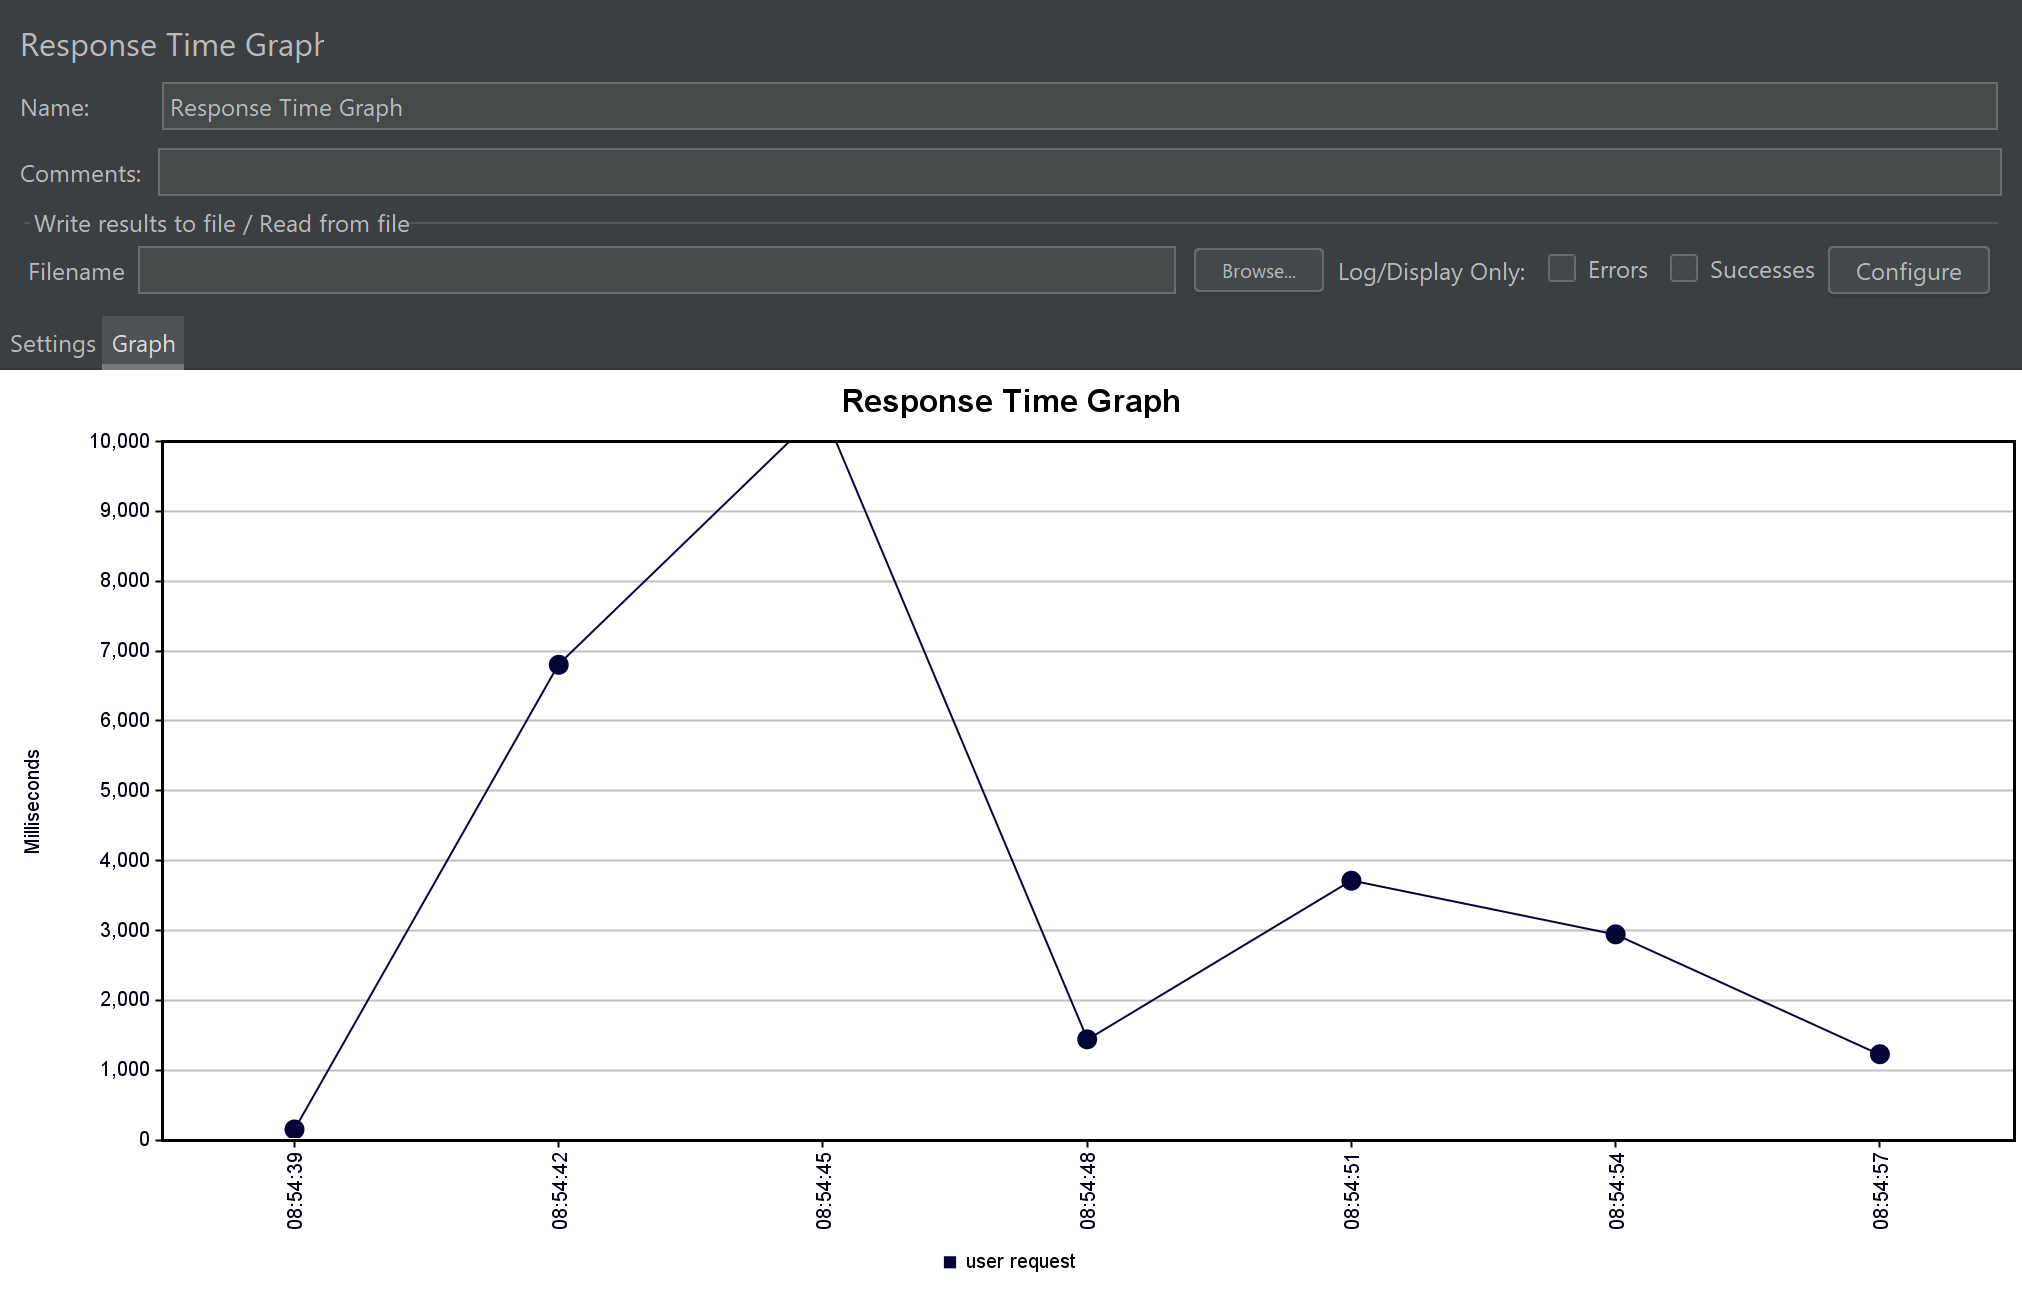 Response Time Graph
Name: Response Time Graph
Comments:
Write results to file / Read from file
Filename Browse... Log/Display Only: Errors Successes Configure
Settings Graph
Response Time Graph
10,000
9,000
8,000
7,000
6,000
5,000
4,000
3,000
2,000
1,000
0
Milliseconds
08:54:39 08:54:42 08:54:45 08:54:48 08:54:51 08:54:54 08:54:57
user request